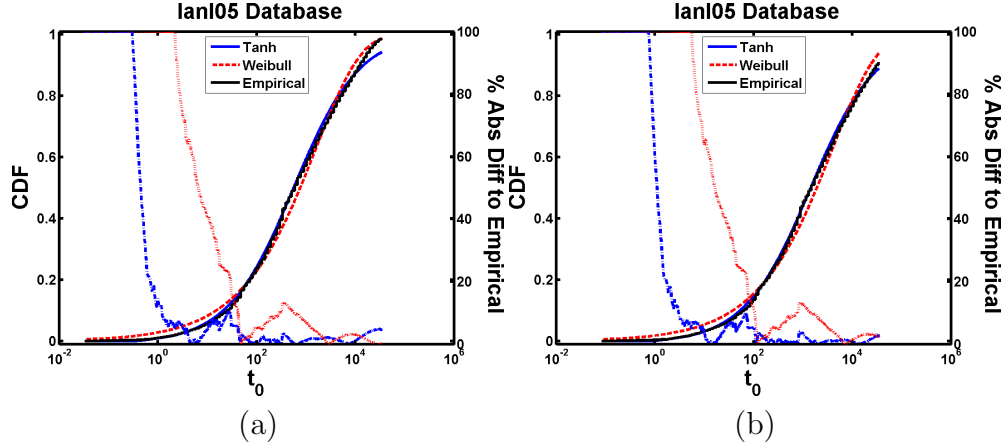 lanl05 Database
CDF
1
0.8
0.6
0.4
0.2
0
Tanh
Weibull
Empirical
100
80
60
40
20
0
% Abs Diff to Empirical
10^-2
10^0
10^2
10^4
10^6
t_0
(a)
lanl05 Database
CDF
1
0.8
0.6
0.4
0.2
0
Tanh
Weibull
Empirical
100
80
60
40
20
0
% Abs Diff to Empirical
10^-2
10^0
10^2
10^4
10^6
t_0
(b)